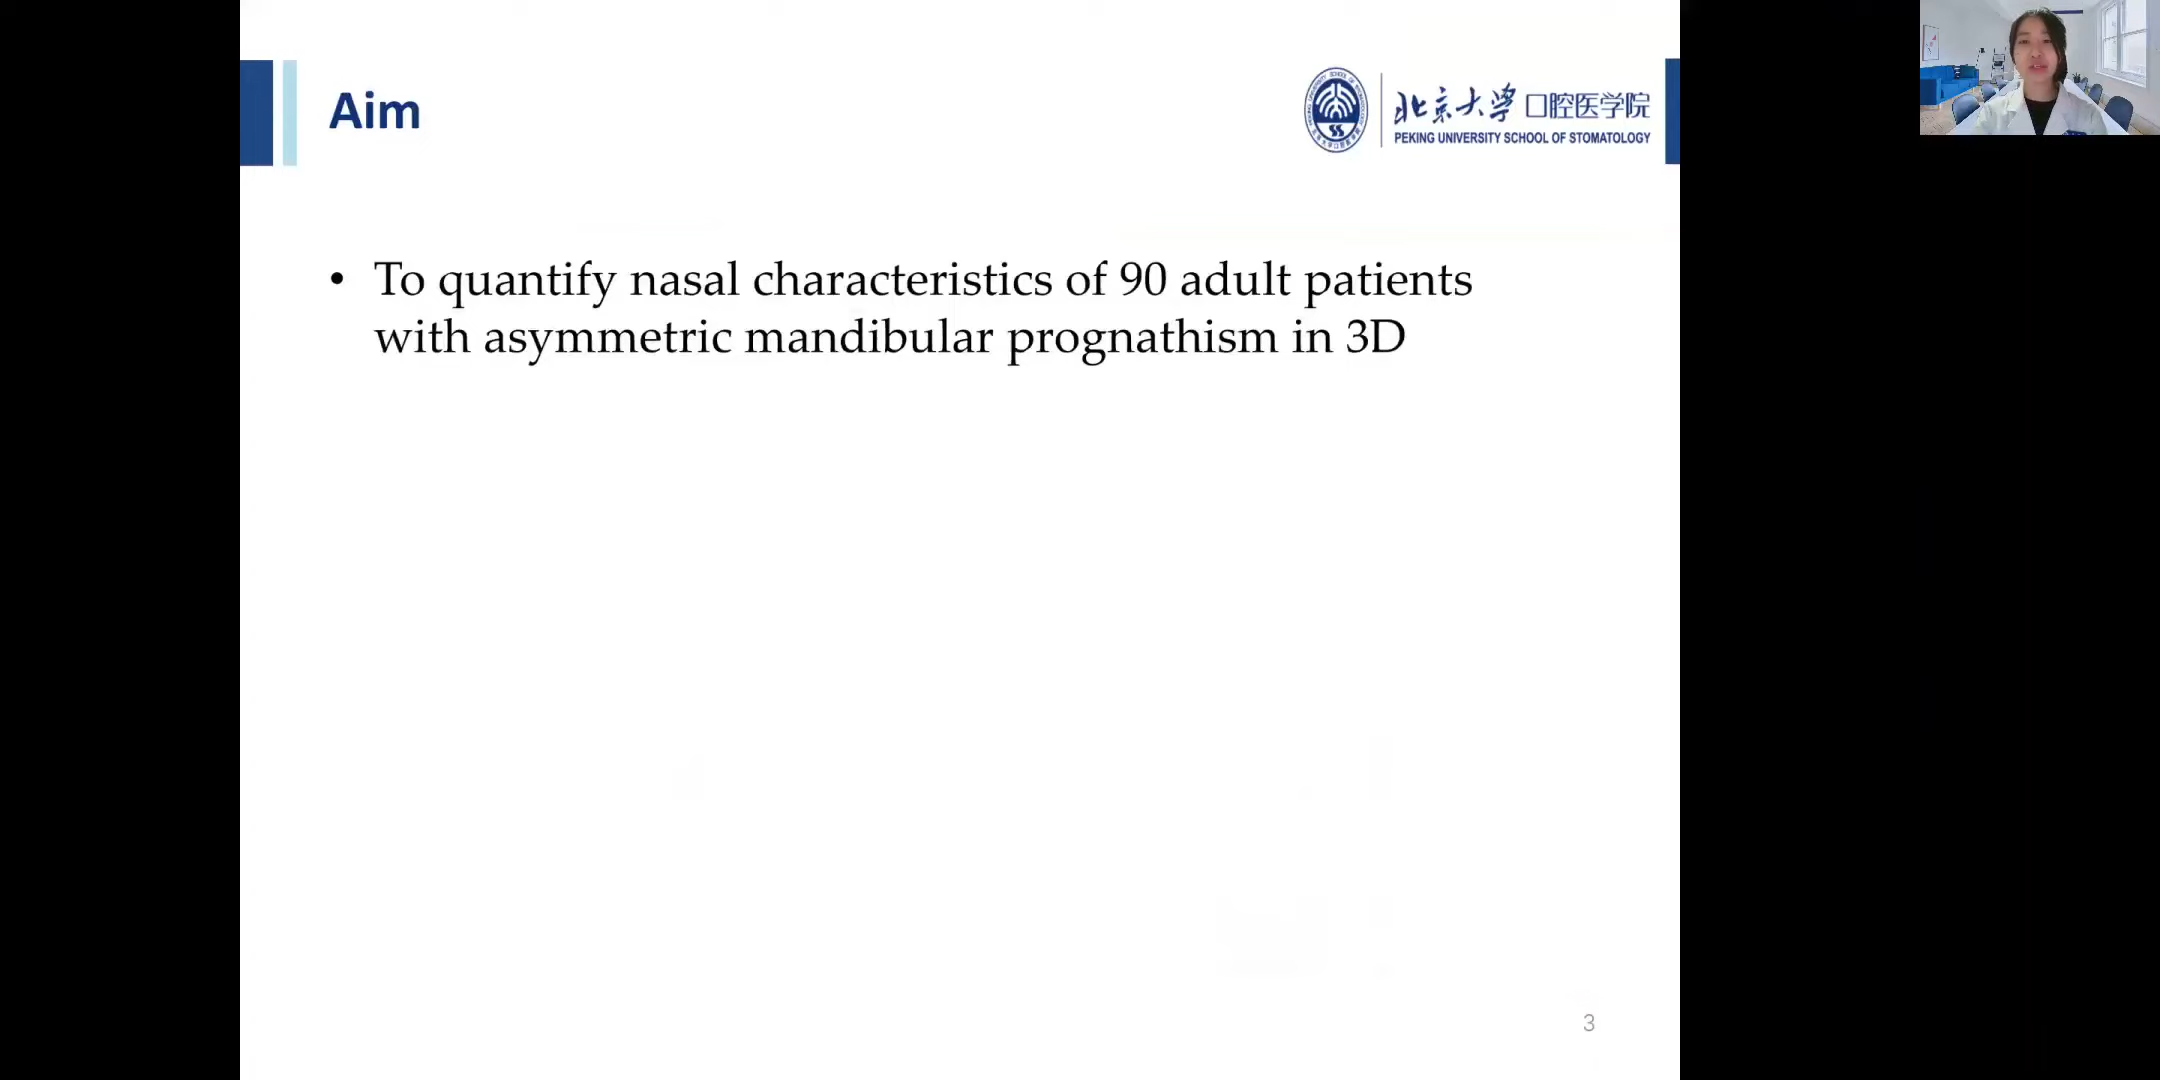 Aim
北京大学口腔医学院
PEKING UNIVERSITY SCHOOL OF STOMATOLOGY
• To quantify nasal characteristics of 90 adult patients
with asymmetric mandibular prognathism in 3D
3